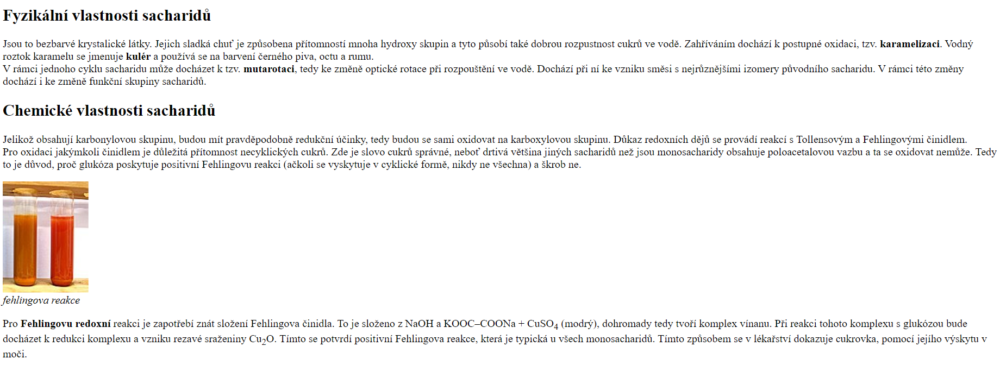 Fyzikální vlastnosti sacharidů
Jsou to bezbarvé krystalické látky. Jejich sladká chuť je způsobena přítomností mnoha hydroxy skupin a tyto působí také dobrou rozpustnost cukrů ve vodě. Zahříváním dochází k postupné oxidaci, tzv. karamelizaci. Vodný
roztok karamelu se jmenuje kulér a používá se na barvení černého piva, octu a rumu.
V rámci jednoho cyklu sacharidu může docházet k tzv. mutarotaci, tedy ke změně optické rotace při rozpouštění ve vodě. Dochází při ní ke vzniku směsi s nejrůznějšími izomery původního sacharidu. V rámci této změny
dochází i ke změně funkční skupiny sacharidů.
Chemické vlastnosti sacharidů
Jelikož obsahují karbonylovou skupinu, budou mít pravděpodobně redukční účinky, tedy budou se sami oxidovat na karboxylovou skupinu. Důkaz redoxních dějů se provádí reakcí s Tollensovým a Fehlingovými činidlem.
Pro oxidaci jakýmkoli činidlem je důležitá přítomnost necyklických cukrů. Zde je slovo cukrů správné, neboť drtivá většina jiných sacharidů než jsou monosacharidy obsahuje poloacetalovou vazbu a ta se oxidovat nemůže. Tedy
to je důvod, proč glukóza poskytuje positivní Fehlingovu reakci (ačkoli se vyskytuje v cyklické formě, nikdy ne všechna) a škrob ne.
fehlingova reakce
Pro Fehlingovu redoxní reakci je zapotřebí znát složení Fehlingova činidla. To je složeno z NaOH a KOOC–COONa + CuSO4 (modrý), dohromady tedy tvoří komplex vínanu. Při reakci tohoto komplexu s glukózou bude
docházet k redukci komplexu a vzniku rezavé sraženiny Cu2O. Tímto se potvrdí positivní Fehlingova reakce, která je typická u všech monosacharidů. Tímto způsobem se v lékařství dokazuje cukrovka, pomocí jejího výskytu v
moči.